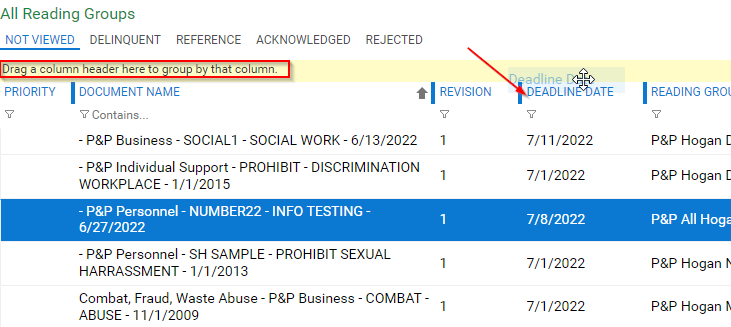 All Reading Groups
NOT VIEWED DELINQUENT REFERENCE ACKNOWLEDGED REJECTED
Drag a column header here to group by that column.
Deadline Da
PRIORITY DOCUMENT NAME REVISION DEADLINE DATE READING GROU
Contains...
- P&P Business - SOCIAL1 - SOCIAL WORK - 6/13/2022 1 7/11/2022 P&P Hogan D
- P&P Individual Support - PROHIBIT - DISCRIMINATION 1 7/1/2022 P&P Hogan D
WORKPLACE - 1/1/2015
- P&P Personnel - NUMBER22 - INFO TESTING - 1 7/8/2022 P&P All Hoga
6/27/2022
- P&P Personnel - SH SAMPLE - PROHIBIT SEXUAL 1 7/1/2022 P&P Hogan N
HARRASSMENT - 1/1/2013
Combat, Fraud, Waste Abuse - P&P Business - COMBAT - 1 7/1/2022 P&P Hogan M
ABUSE - 11/1/2009